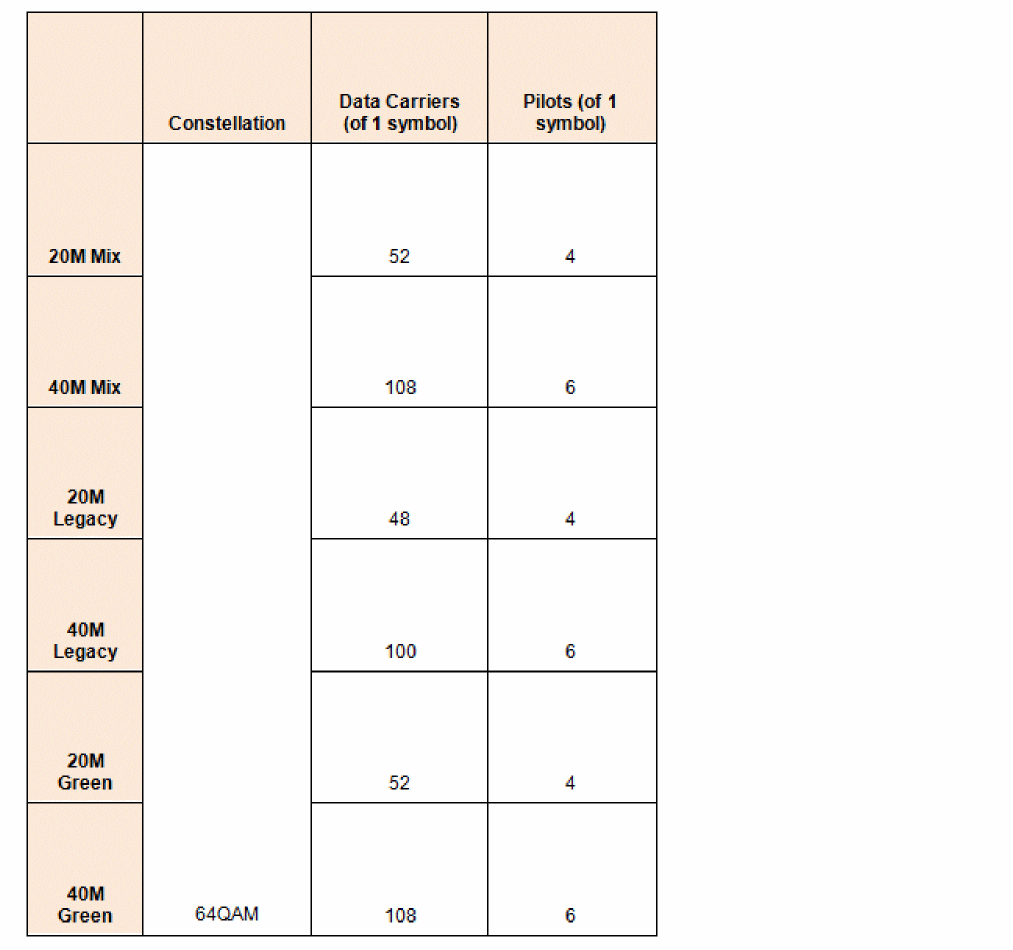 Constellation
Data Carriers
(of 1 symbol)
Pilots (of 1
symbol)
20M Mix
52
4
40M Mix
108
6
20M
Legacy
48
4
40M
Legacy
100
6
20M
Green
52
4
40M
Green
64QAM
108
6